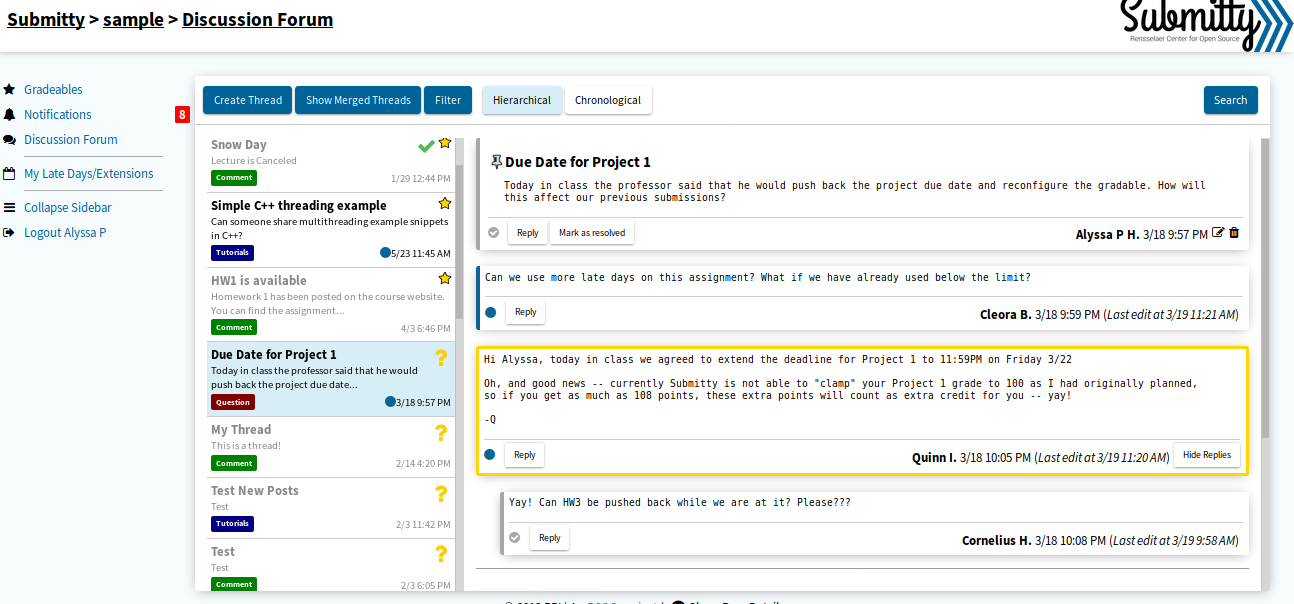 Submitty > sample > Discussion Forum
Submitty
Rensselaer Center for Open Source
Gradeables
Notifications
8
Discussion Forum
My Late Days/Extensions
Collapse Sidebar
Logout Alyssa P
Create Thread
Show Merged Threads
Filter
Hierarchical
Chronological
Search
Snow Day
Lecture is Canceled
Comment
1/29 12:44 PM
Simple C++ threading example
Can someone share multithreading example snippets
in C++?
Tutorials
5/23 11:45 AM
HW1 is available
Homework 1 has been posted on the course website.
You can find the assignment...
Comment
4/3 6:46 PM
Due Date for Project 1
Today in class the professor said that he would
push back the project due date...
Question
3/18 9:57 PM
My Thread
This is a thread!
Comment
2/14 4:20 PM
Test New Posts
Test
Tutorials
2/3 11:42 PM
Test
Test
Comment
2/3 6:05 PM
Due Date for Project 1
Today in class the professor said that he would push back the project due date and reconfigure the gradable. How will
this affect our previous submissions?
Reply
Mark as resolved
Alyssa P H. 3/18 9:57 PM
Can we use more late days on this assignment? What if we have already used below the limit?
Reply
Cleora B. 3/18 9:59 PM (Last edit at 3/19 11:21 AM)
Hi Alyssa, today in class we agreed to extend the deadline for Project 1 to 11:59PM on Friday 3/22
Oh, and good news -- currently Submitty is not able to "clamp" your Project 1 grade to 100 as I had originally planned,
so if you get as much as 108 points, these extra points will count as extra credit for you -- yay!
-Q
Reply
Quinn I. 3/18 10:05 PM (Last edit at 3/19 11:20 AM)
Hide Replies
Yay! Can HW3 be pushed back while we are at it? Please???
Reply
Cornelius H. 3/18 10:08 PM (Last edit at 3/19 9:58 AM)